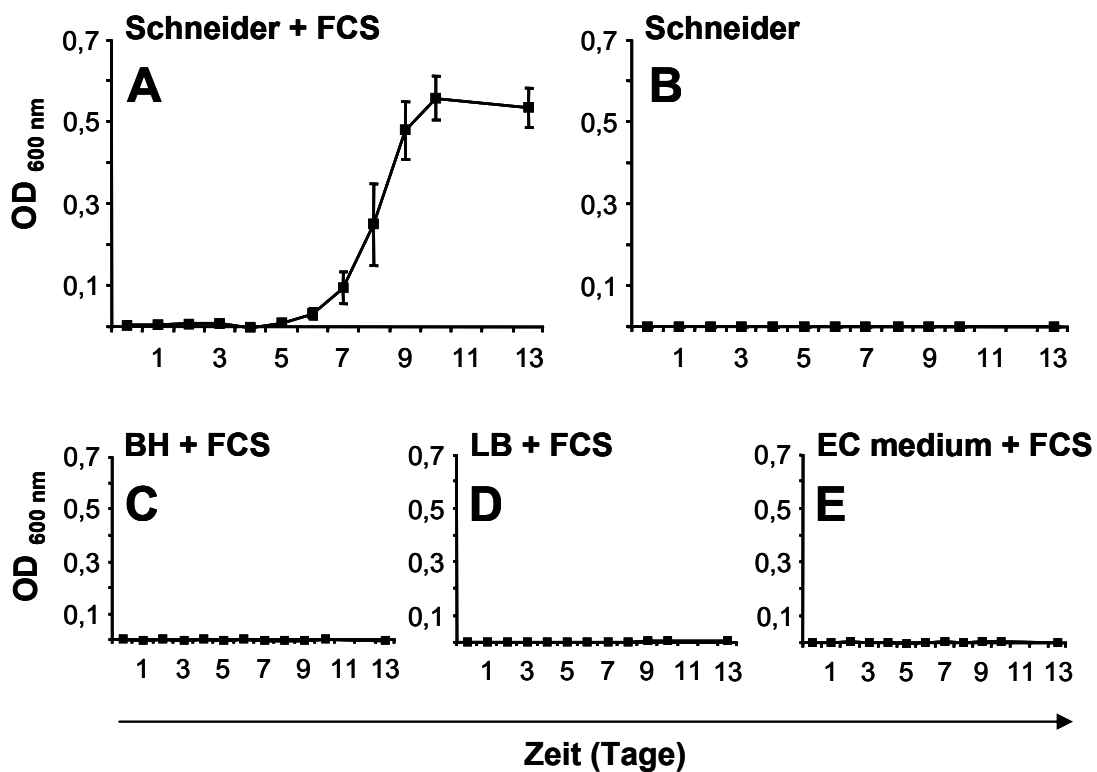 Schneider + FCS
A
OD 600 nm
0,7
0,5
0,3
0,1
1 3 5 7 9 11 13
Schneider
B
0,7
0,5
0,3
0,1
1 3 5 7 9 11 13
BH + FCS
C
OD 600 nm
0,7
0,5
0,3
0,1
1 3 5 7 9 11 13
LB + FCS
D
0,7
0,5
0,3
0,1
1 3 5 7 9 11 13
EC medium + FCS
E
0,7
0,5
0,3
0,1
1 3 5 7 9 11 13
Zeit (Tage)